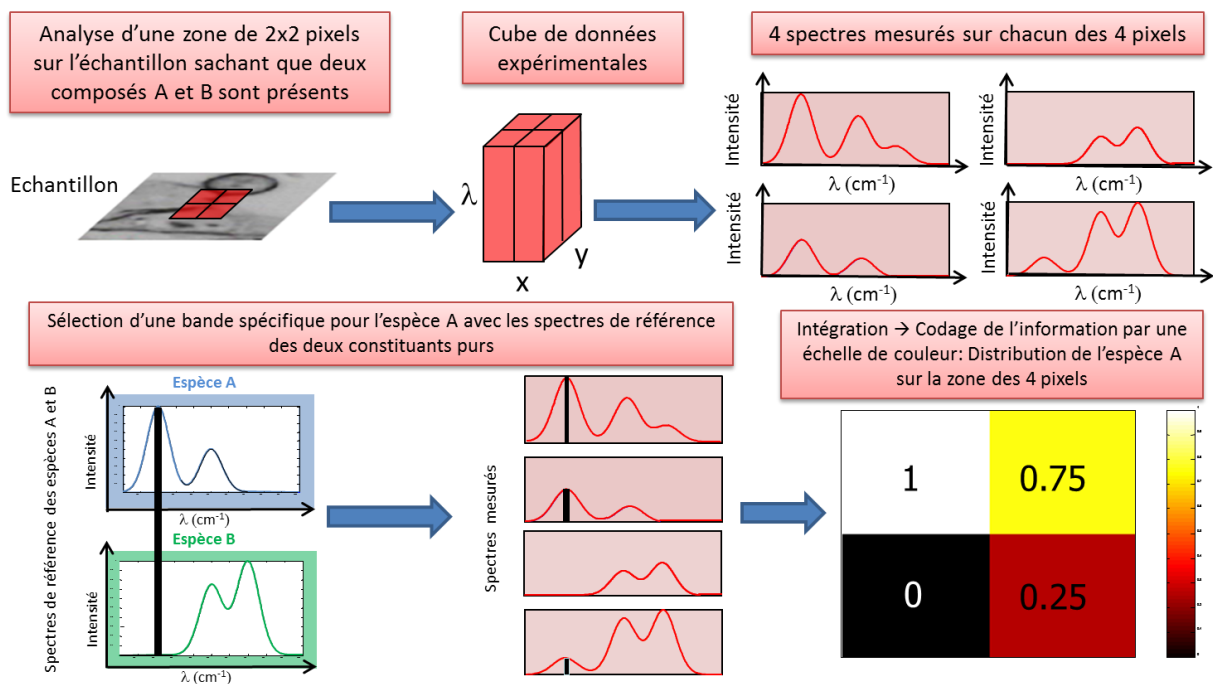 Analyse d’une zone de 2x2 pixels
sur l’échantillon sachant que deux
composés A et B sont présents
Cube de données
expérimentales
4 spectres mesurés sur chacun des 4 pixels
Echantillon
λ
x
y
Intensité
λ (cm-1)
Intensité
λ (cm-1)
Intensité
λ (cm-1)
Intensité
λ (cm-1)
Sélection d’une bande spécifique pour l’espèce A avec les spectres de référence
des deux constituants purs
Intégration → Codage de l’information par une
échelle de couleur: Distribution de l’espèce A
sur la zone des 4 pixels
Spectres de référence des espèces A et B
Espèce A
Intensité
λ (cm-1)
Espèce B
Intensité
λ (cm-1)
Spectres mesurés
1
0.75
0
0.25